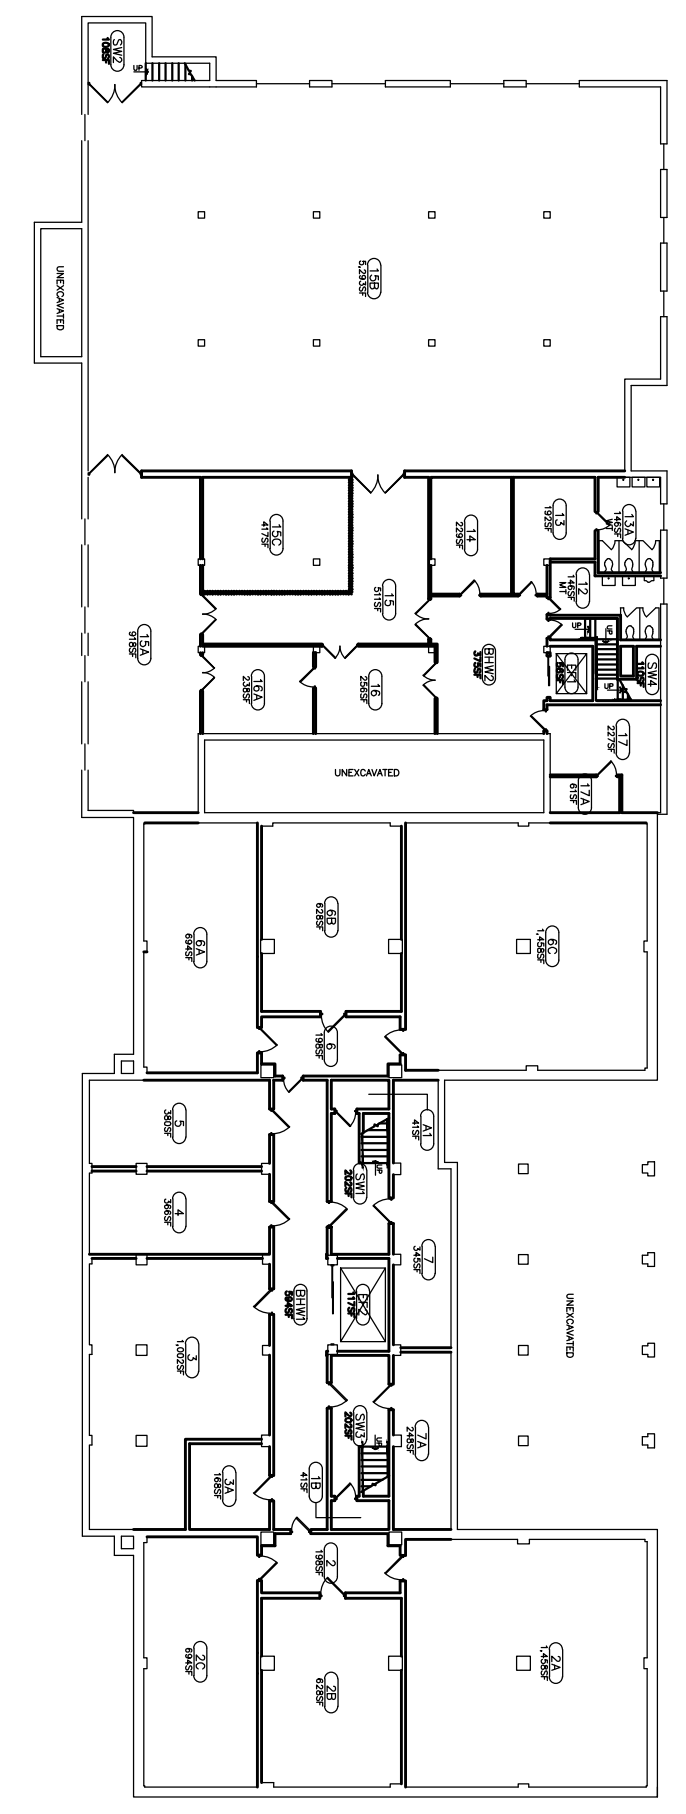 SW2
108SF
UP
UNEXCAVATED
15B
5,293SF
15C
417SF
14
229SF
13
192SF
13A
146SF
12
146SF
MT
15
511SF
15A
918SF
16A
238SF
16
256SF
BHW2
375SF
UP
UP
SW4
110SF
17
227SF
17A
61SF
UNEXCAVATED
6A
694SF
6B
628SF
6C
1,458SF
6
198SF
A1
41SF
5
380SF
SW1
202SF
UP
4
366SF
7
345SF
BHW1
594SF
117SF
UNEXCAVATED
3
1,002SF
SW3
202SF
UP
7A
248SF
3A
168SF
1B
41SF
2
198SF
2C
694SF
2B
628SF
2A
1,458SF